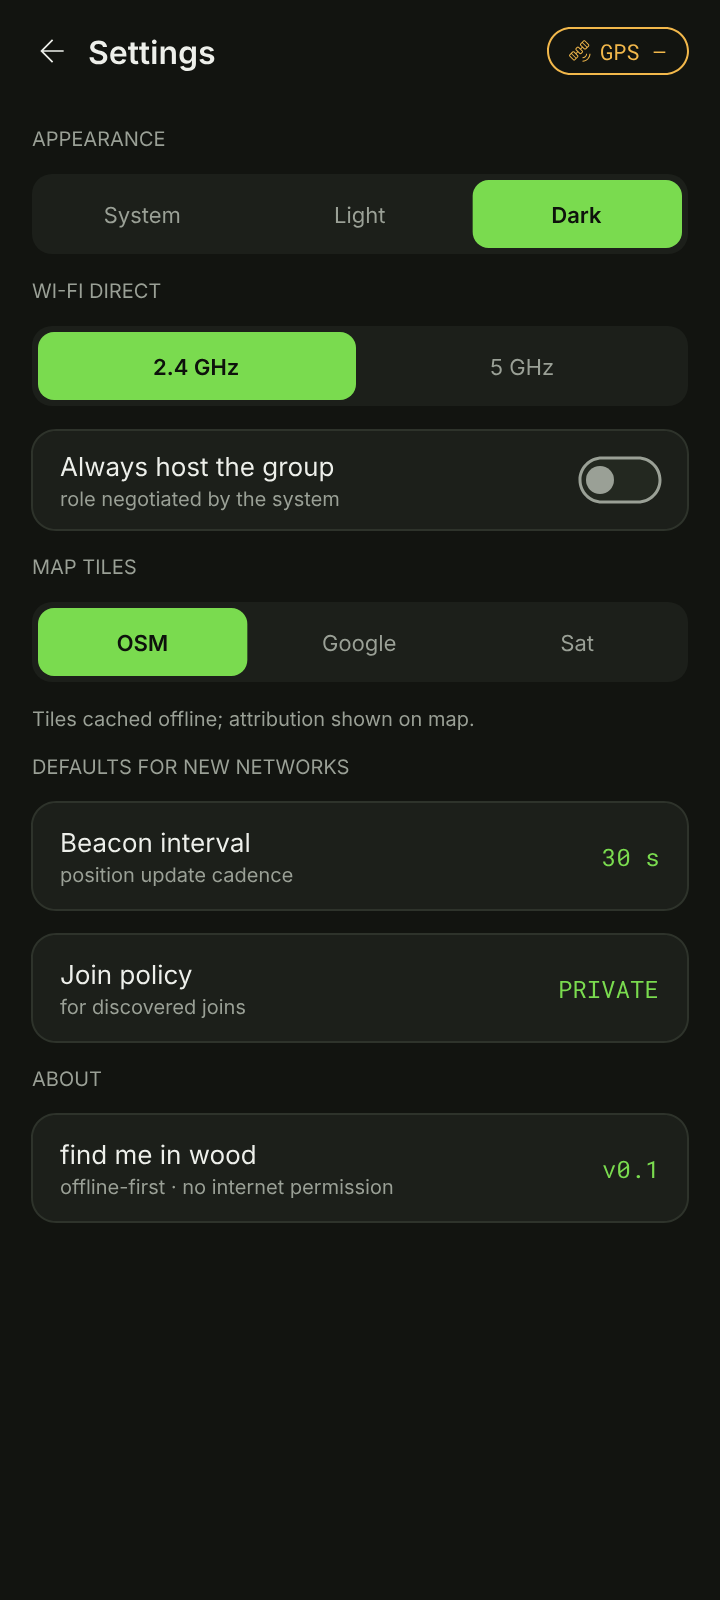 Settings
GPS –
APPEARANCE
System Light Dark
WI-FI DIRECT
2.4 GHz 5 GHz
Always host the group
role negotiated by the system
MAP TILES
OSM Google Sat
Tiles cached offline; attribution shown on map.
DEFAULTS FOR NEW NETWORKS
Beacon interval
position update cadence
30 s
Join policy
for discovered joins
PRIVATE
ABOUT
find me in wood
offline-first · no internet permission
v0.1